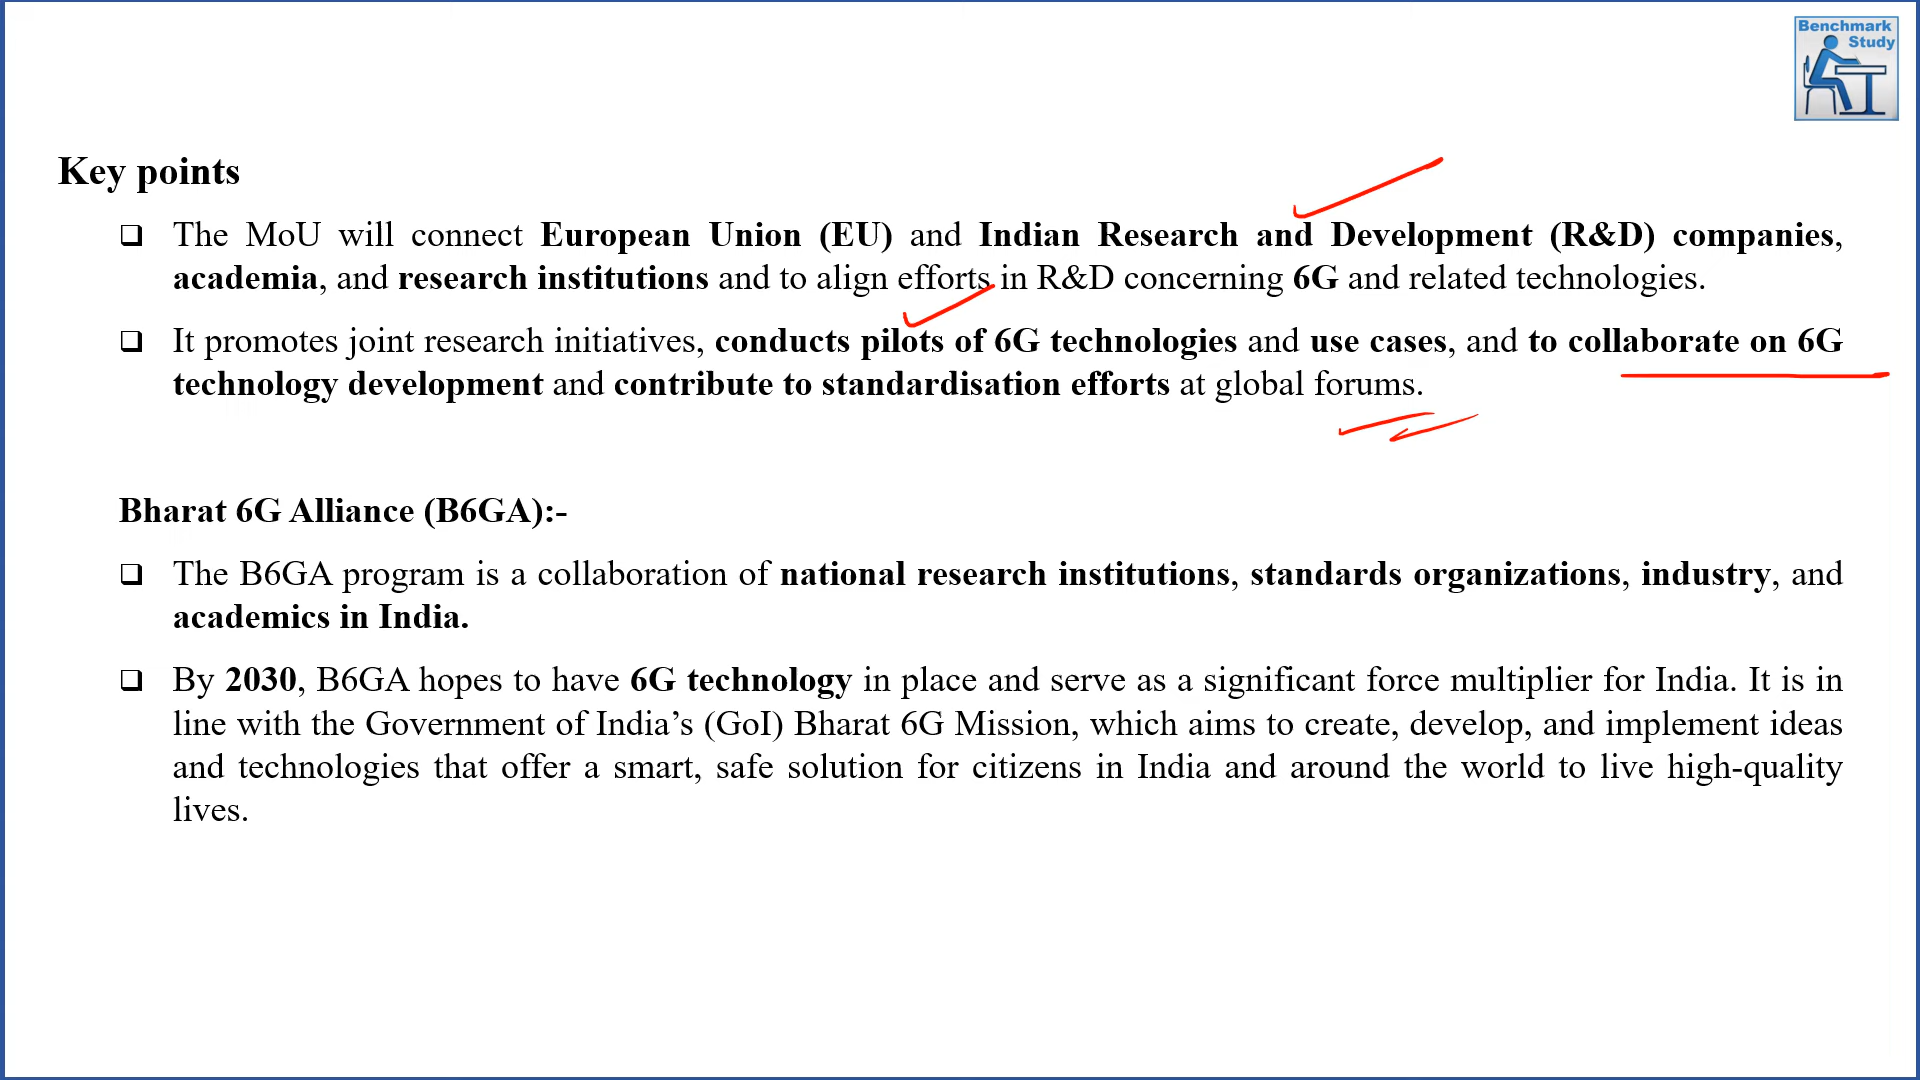 Benchmark
Study
Key points
The MoU will connect European Union (EU) and Indian Research and Development (R&D) companies,
academia, and research institutions and to align efforts in R&D concerning 6G and related technologies.
It promotes joint research initiatives, conducts pilots of 6G technologies and use cases, and to collaborate on 6G
technology development and contribute to standardisation efforts at global forums.
Bharat 6G Alliance (B6GA):-
The B6GA program is a collaboration of national research institutions, standards organizations, industry, and
academics in India.
By 2030, B6GA hopes to have 6G technology in place and serve as a significant force multiplier for India. It is in
line with the Government of India’s (GoI) Bharat 6G Mission, which aims to create, develop, and implement ideas
and technologies that offer a smart, safe solution for citizens in India and around the world to live high-quality
lives.